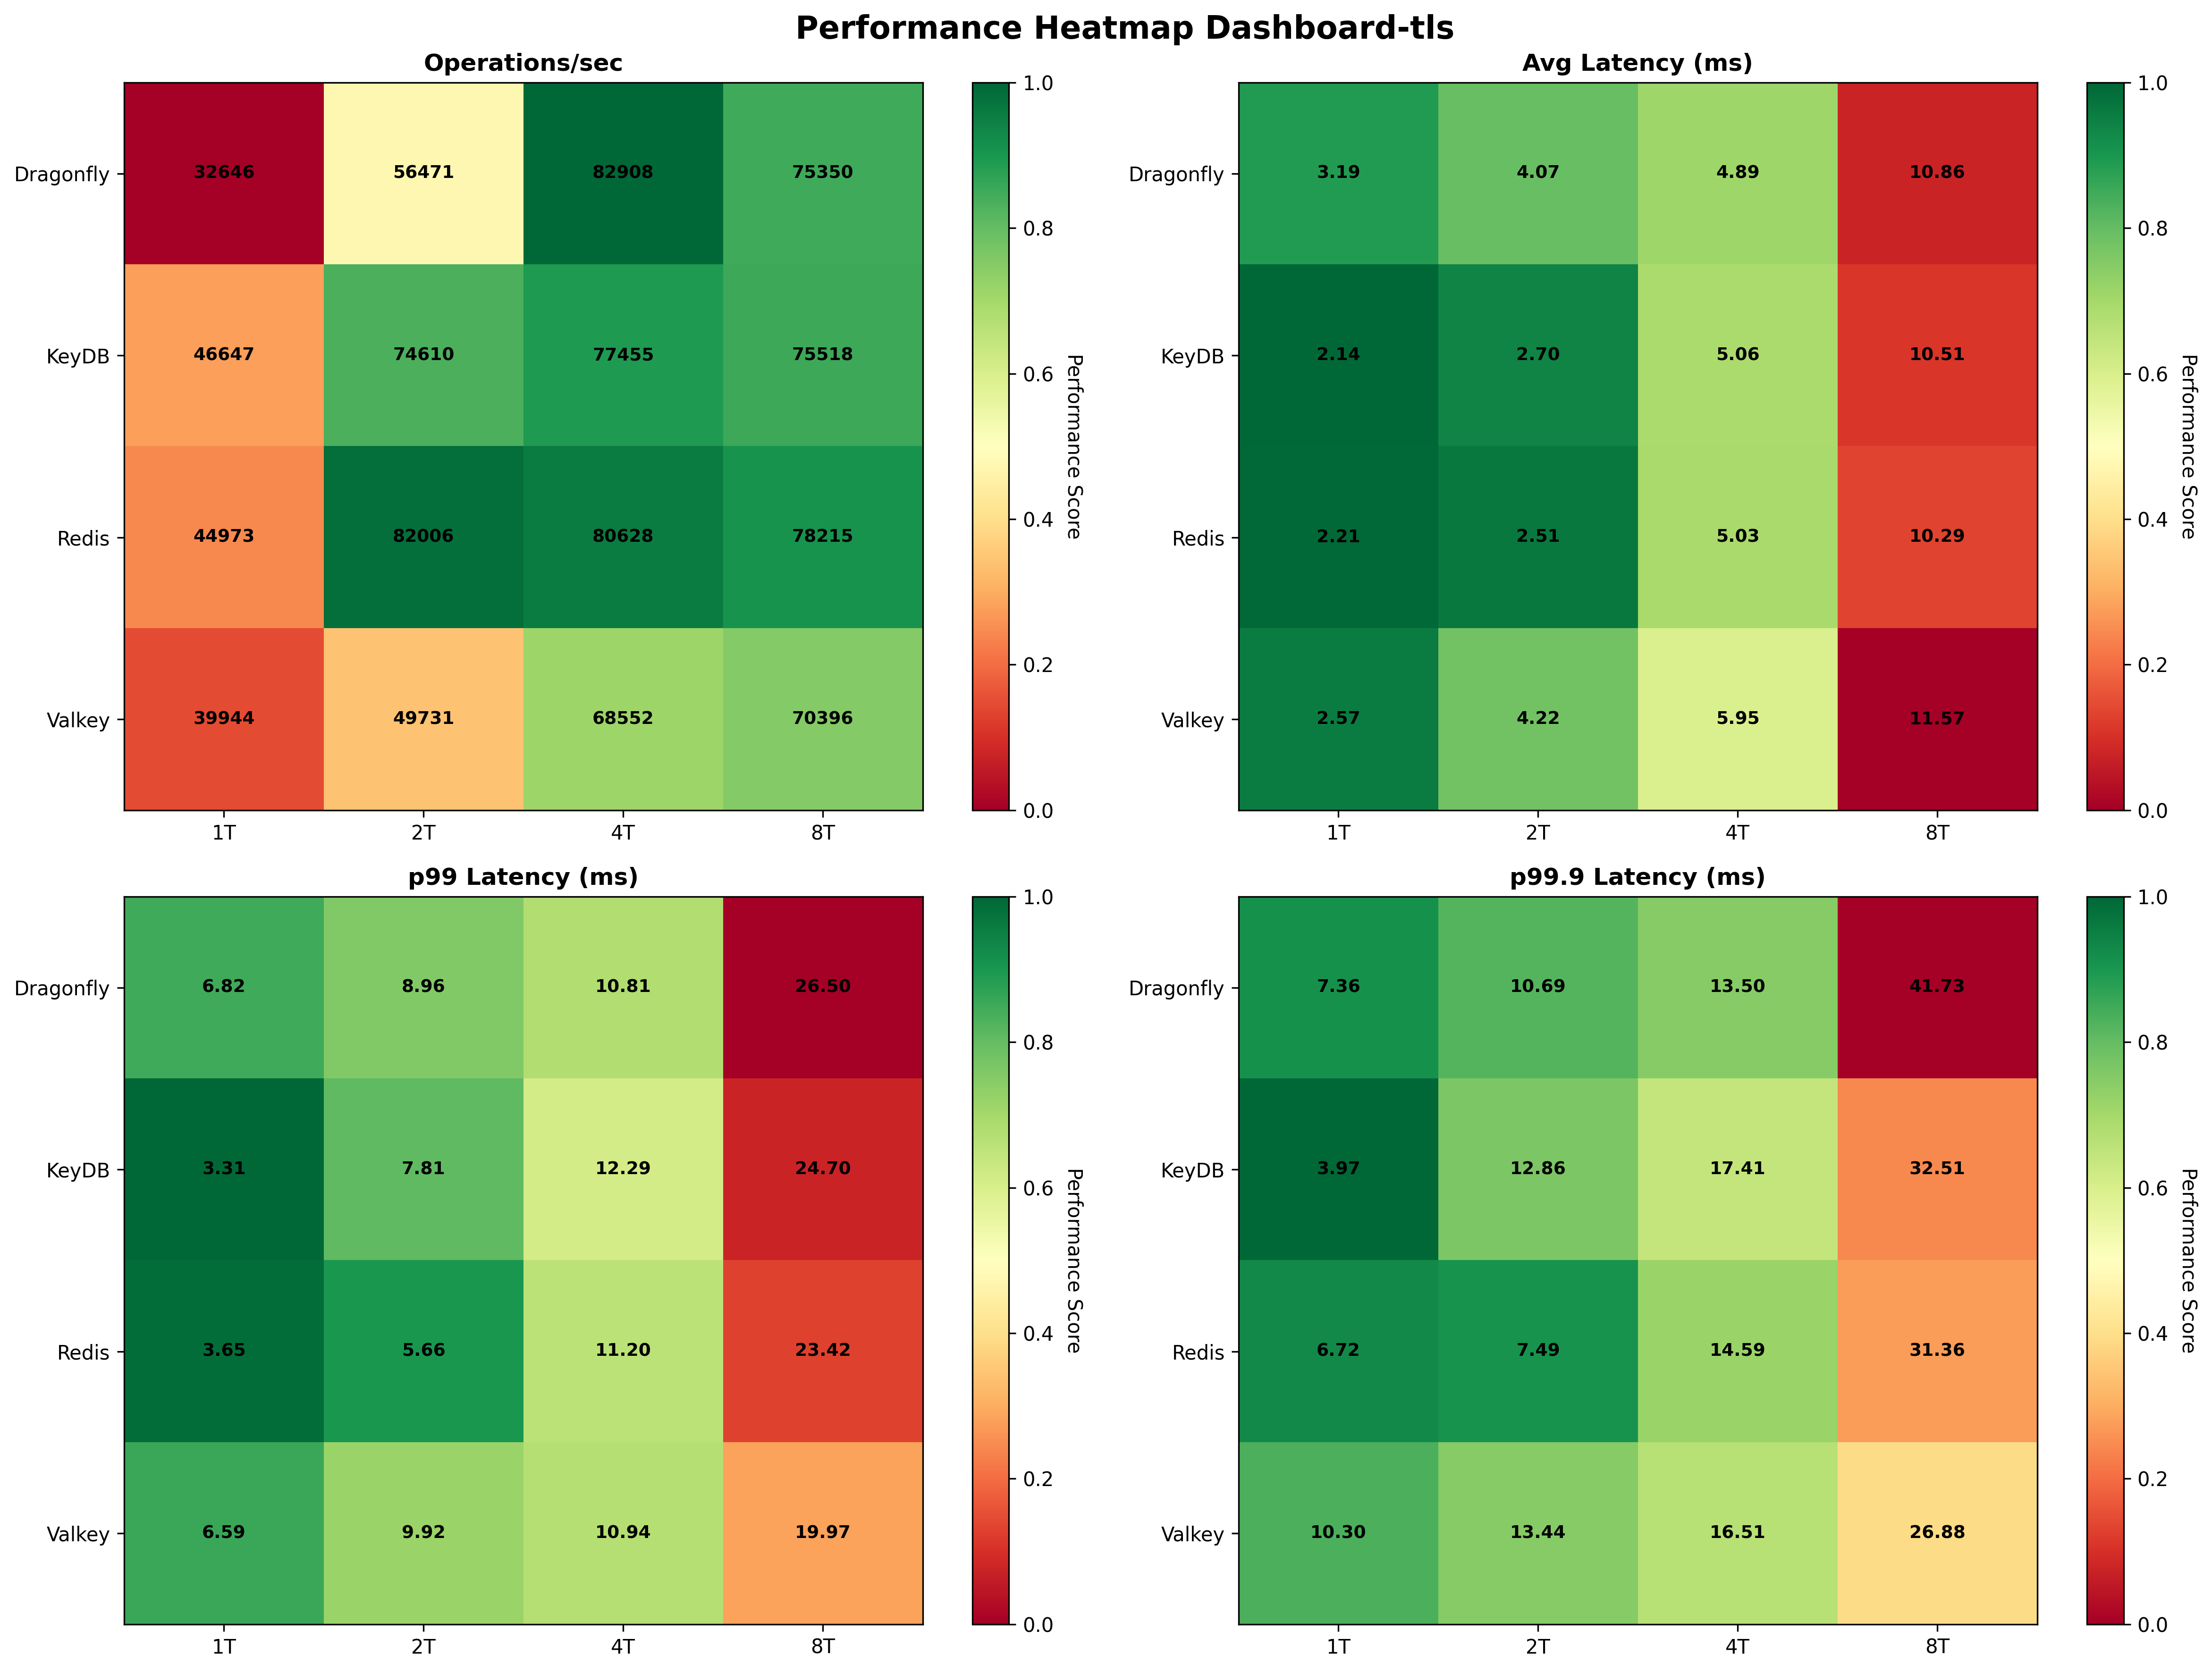 Performance Heatmap Dashboard-tls
Operations/sec
Dragonfly 32646 56471 82908 75350
KeyDB 46647 74610 77455 75518
Redis 44973 82006 80628 78215
Valkey 39944 49731 68552 70396
1T 2T 4T 8T
1.0
0.8
0.6
0.4
0.2
0.0
Performance Score
Avg Latency (ms)
Dragonfly 3.19 4.07 4.89 10.86
KeyDB 2.14 2.70 5.06 10.51
Redis 2.21 2.51 5.03 10.29
Valkey 2.57 4.22 5.95 11.57
1T 2T 4T 8T
1.0
0.8
0.6
0.4
0.2
0.0
Performance Score
p99 Latency (ms)
Dragonfly 6.82 8.96 10.81 26.50
KeyDB 3.31 7.81 12.29 24.70
Redis 3.65 5.66 11.20 23.42
Valkey 6.59 9.92 10.94 19.97
1T 2T 4T 8T
1.0
0.8
0.6
0.4
0.2
0.0
Performance Score
p99.9 Latency (ms)
Dragonfly 7.36 10.69 13.50 41.73
KeyDB 3.97 12.86 17.41 32.51
Redis 6.72 7.49 14.59 31.36
Valkey 10.30 13.44 16.51 26.88
1T 2T 4T 8T
1.0
0.8
0.6
0.4
0.2
0.0
Performance Score